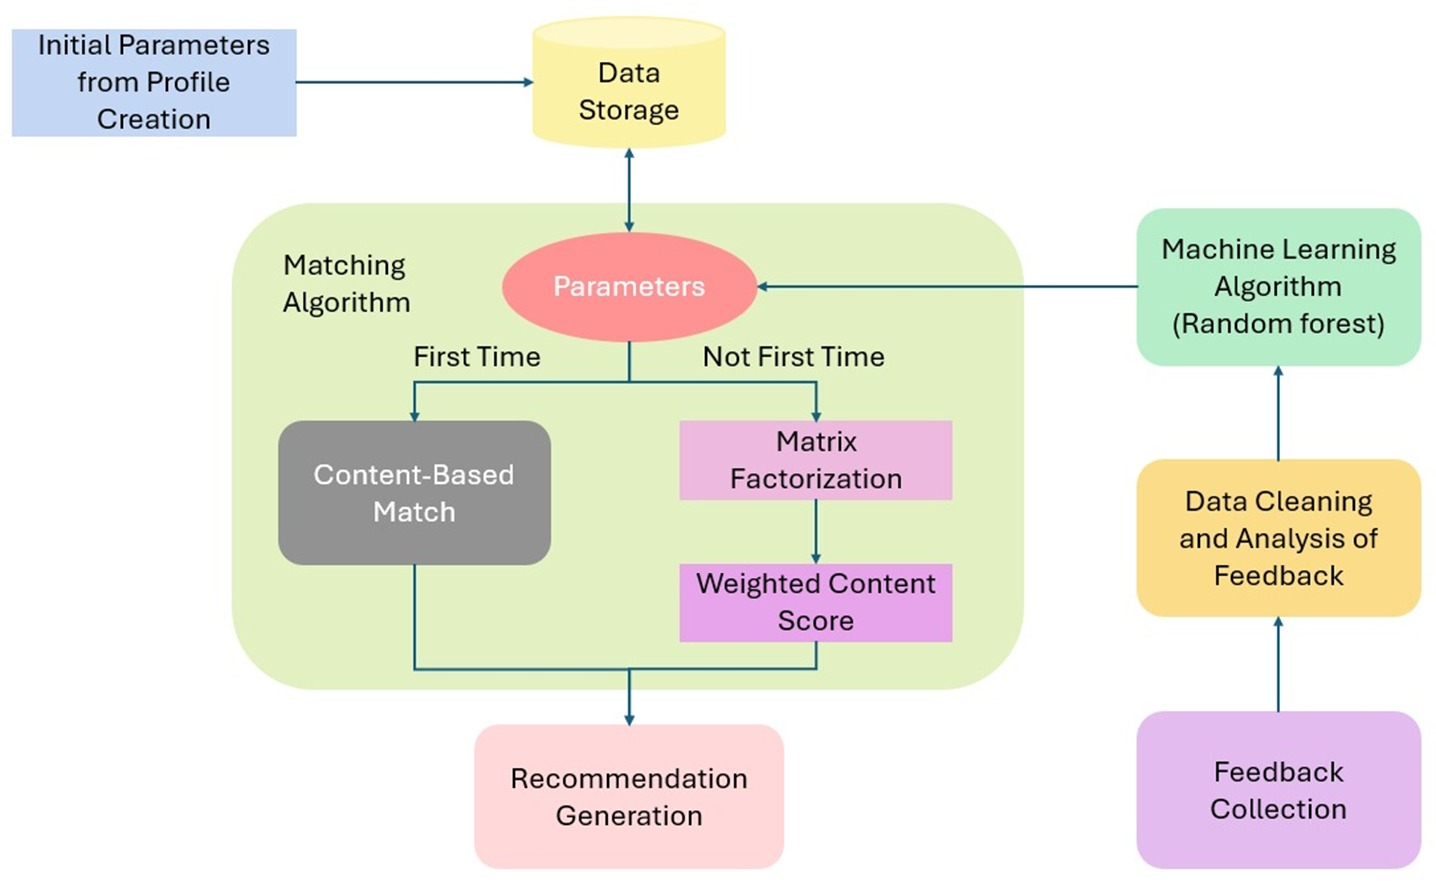 Initial Parameters
from Profile
Creation
Data
Storage
Matching
Algorithm
Parameters
Machine Learning
Algorithm
(Random forest)
First Time
Not First Time
Content-Based
Match
Matrix
Factorization
Data Cleaning
and Analysis of
Feedback
Weighted Content
Score
Recommendation
Generation
Feedback
Collection